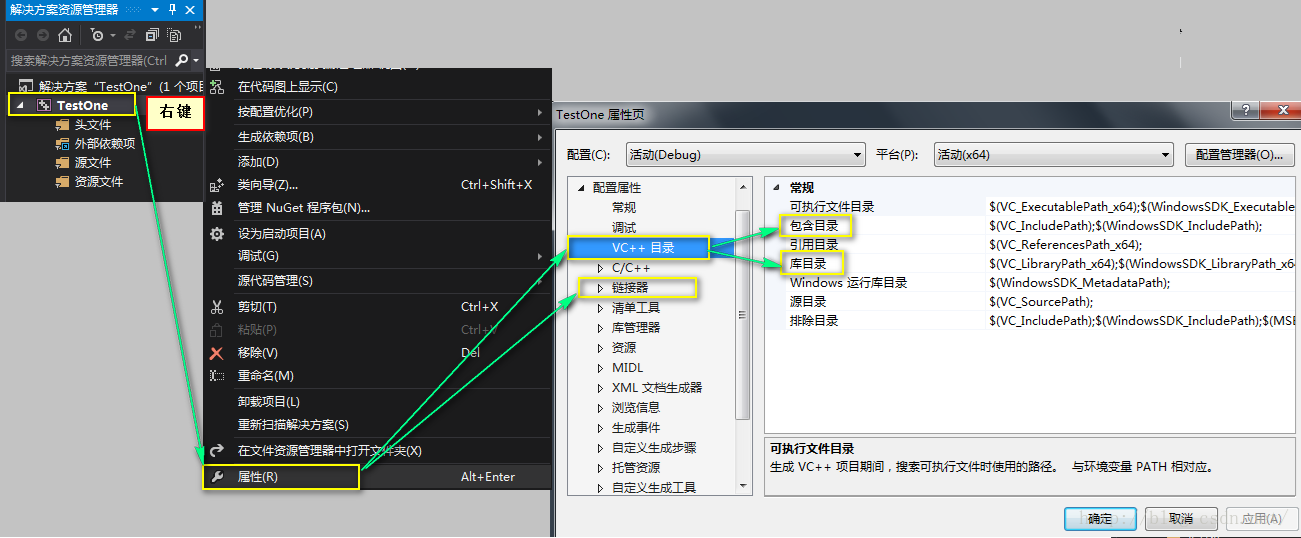 解决方案资源管理器
搜索解决方案资源管理器(Ctrl
解决方案“TestOne”(1 个项目
TestOne
右键
头文件
外部依赖项
源文件
资源文件
在代码图上显示(C)
按配置优化(P)
生成依赖项(B)
添加(D)
类向导(Z)... Ctrl+Shift+X
管理 NuGet 程序包(N)...
设为启动项目(A)
调试(G)
源代码管理(S)
剪切(T) Ctrl+X
粘贴(P) Ctrl+V
移除(V) Del
重命名(M)
卸载项目(L)
重新扫描解决方案(S)
在文件资源管理器中打开文件夹(X)
属性(R) Alt+Enter
TestOne 属性页
配置(C): 活动(Debug) 平台(P): 活动(x64) 配置管理器(O)...
配置属性
常规
调试
VC++ 目录
C/C++
链接器
清单工具
库管理器
资源
MIDL
XML 文档生成器
浏览信息
生成事件
自定义生成步骤
托管资源
自定义生成工具
常规
可执行文件目录 $(VC_ExecutablePath_x64);$(WindowsSDK_Executable
包含目录 $(VC_IncludePath);$(WindowsSDK_IncludePath);
引用目录 $(VC_ReferencesPath_x64);
库目录 $(VC_LibraryPath_x64);$(WindowsSDK_LibraryPath_x64
Windows 运行库目录 $(WindowsSDK_MetadataPath);
源目录 $(VC_SourcePath);
排除目录 $(VC_IncludePath);$(WindowsSDK_IncludePath);$(MSB
可执行文件目录
生成 VC++ 项目期间，搜索可执行文件时使用的路径。 与环境变量 PATH 相对应。
确定 取消 应用(A)